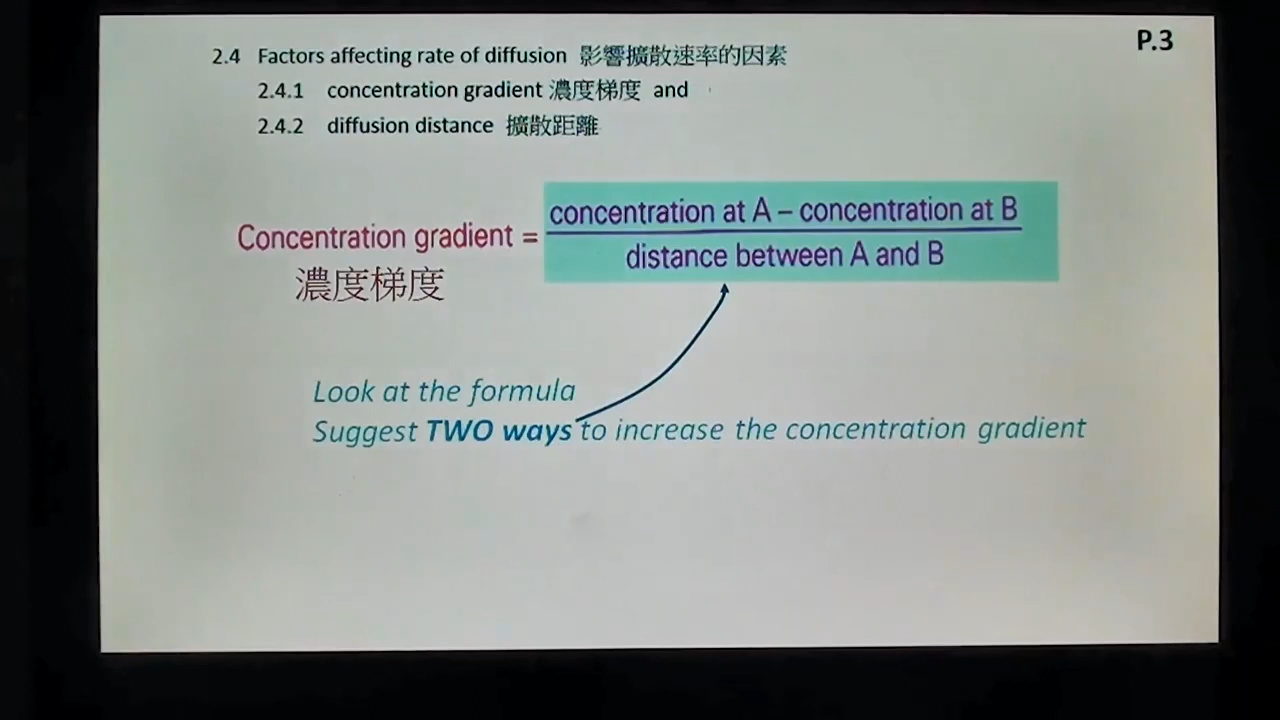 P.3
2.4 Factors affecting rate of diffusion 影響擴散速率的因素
2.4.1 concentration gradient 濃度梯度 and
2.4.2 diffusion distance 擴散距離
Concentration gradient =
濃度梯度
concentration at A – concentration at B
distance between A and B
Look at the formula
Suggest TWO ways to increase the concentration gradient